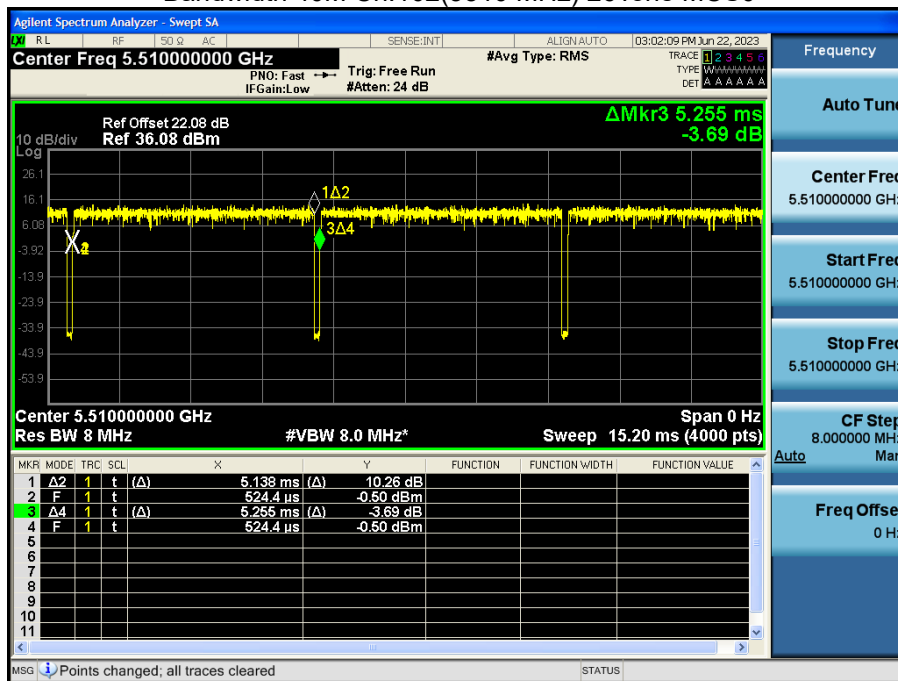 Agilent Spectrum Analyzer - Swept SA
LXI RL RF 50 Ω AC SENSE:INT ALIGN AUTO 03:02:09 PM Jun 22, 2023
Center Freq 5.510000000 GHz #Avg Type: RMS TRACE 1 2 3 4 5 6
PNO: Fast Trig: Free Run TYPE WWWWWW
IFGain:Low #Atten: 24 dB DET A A A A A A
Frequency
Auto Tune
ΔMkr3 5.255 ms
Ref Offset 22.08 dB
10 dB/div Ref 36.08 dBm -3.69 dB
Log
26.1
16.1
6.08
-3.92
-13.9
-23.9
-33.9
-43.9
-53.9
1Δ2
3Δ4
2
Center Freq
5.510000000 GHz
Start Freq
5.510000000 GHz
Stop Freq
5.510000000 GHz
Center 5.510000000 GHz Span 0 Hz
Res BW 8 MHz #VBW 8.0 MHz* Sweep 15.20 ms (4000 pts)
CF Step
8.000000 MHz
Auto Man
Freq Offset
0 Hz
MKR MODE TRC SCL X Y FUNCTION FUNCTION WIDTH FUNCTION VALUE
1 Δ2 1 t (Δ) 5.138 ms (Δ) 10.26 dB
2 F 1 t 524.4 µs -0.50 dBm
3 Δ4 1 t (Δ) 5.255 ms (Δ) -3.69 dB
4 F 1 t 524.4 µs -0.50 dBm
5
6
7
8
9
10
11
MSG Points changed; all traces cleared STATUS